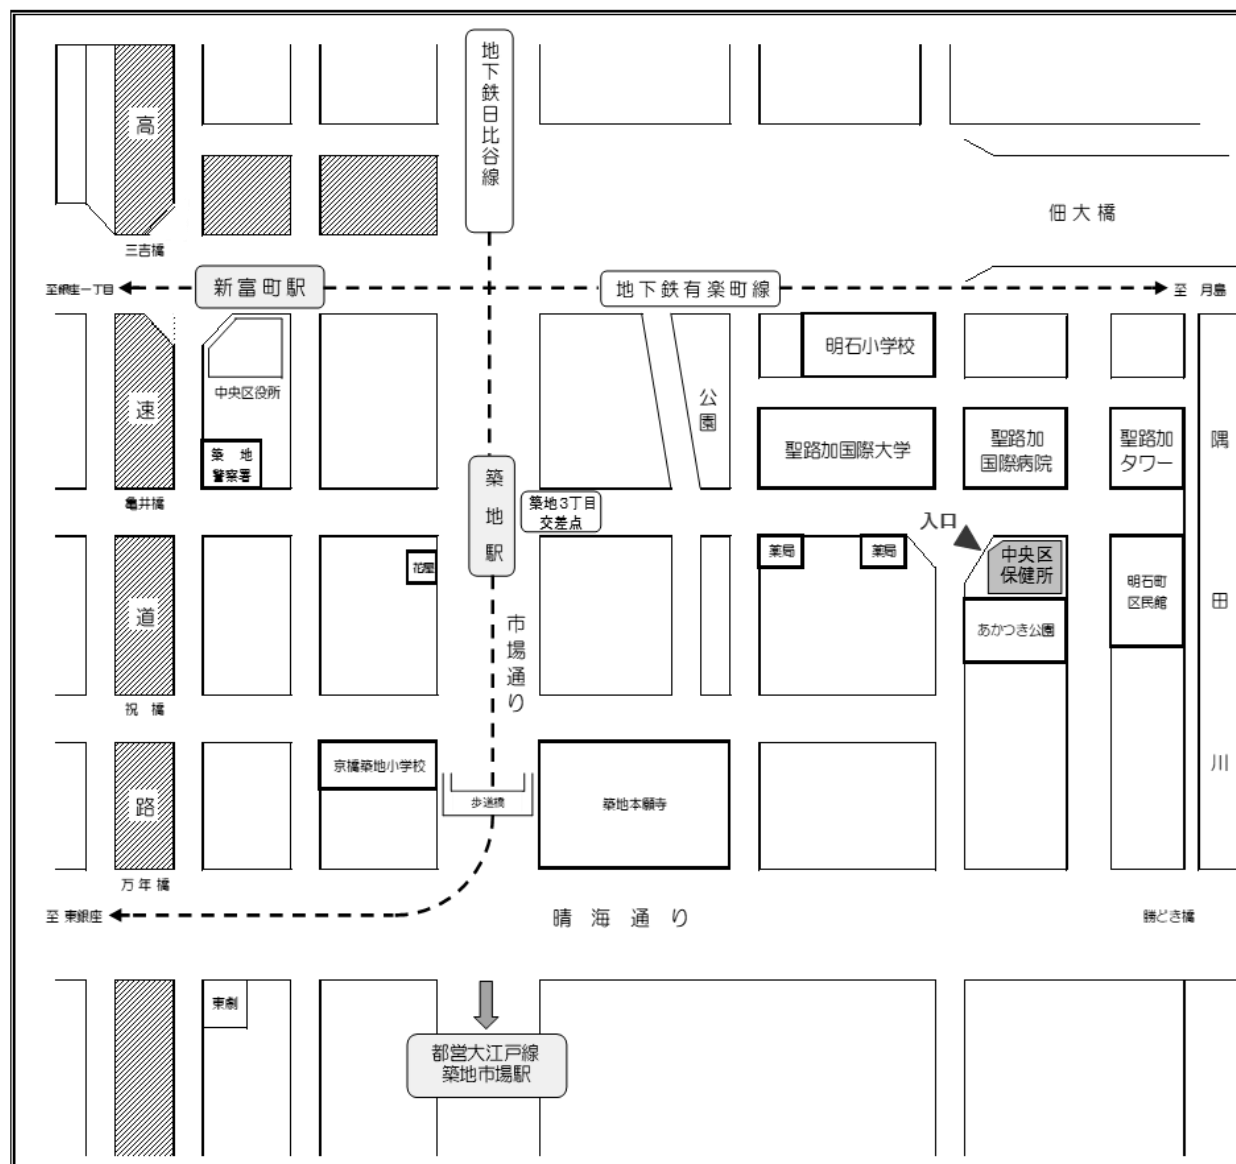 地下鉄日比谷線
高
佃大橋
三吉橋
至銀座一丁目
新富町駅
地下鉄有楽町線
至 月島
明石小学校
中央区役所
公園
速
築地
警察署
聖路加国際大学
聖路加
国際病院
聖路加
タワー
隅田川
亀井橋
築地駅
築地3丁目
交差点
入口
花屋
薬局
薬局
中央区
保健所
明石町
区民館
道
市場通り
あかつき公園
祝橋
京橋築地小学校
歩道橋
築地本願寺
路
万年橋
至 東銀座
晴海通り
勝どき橋
東劇
都営大江戸線
築地市場駅